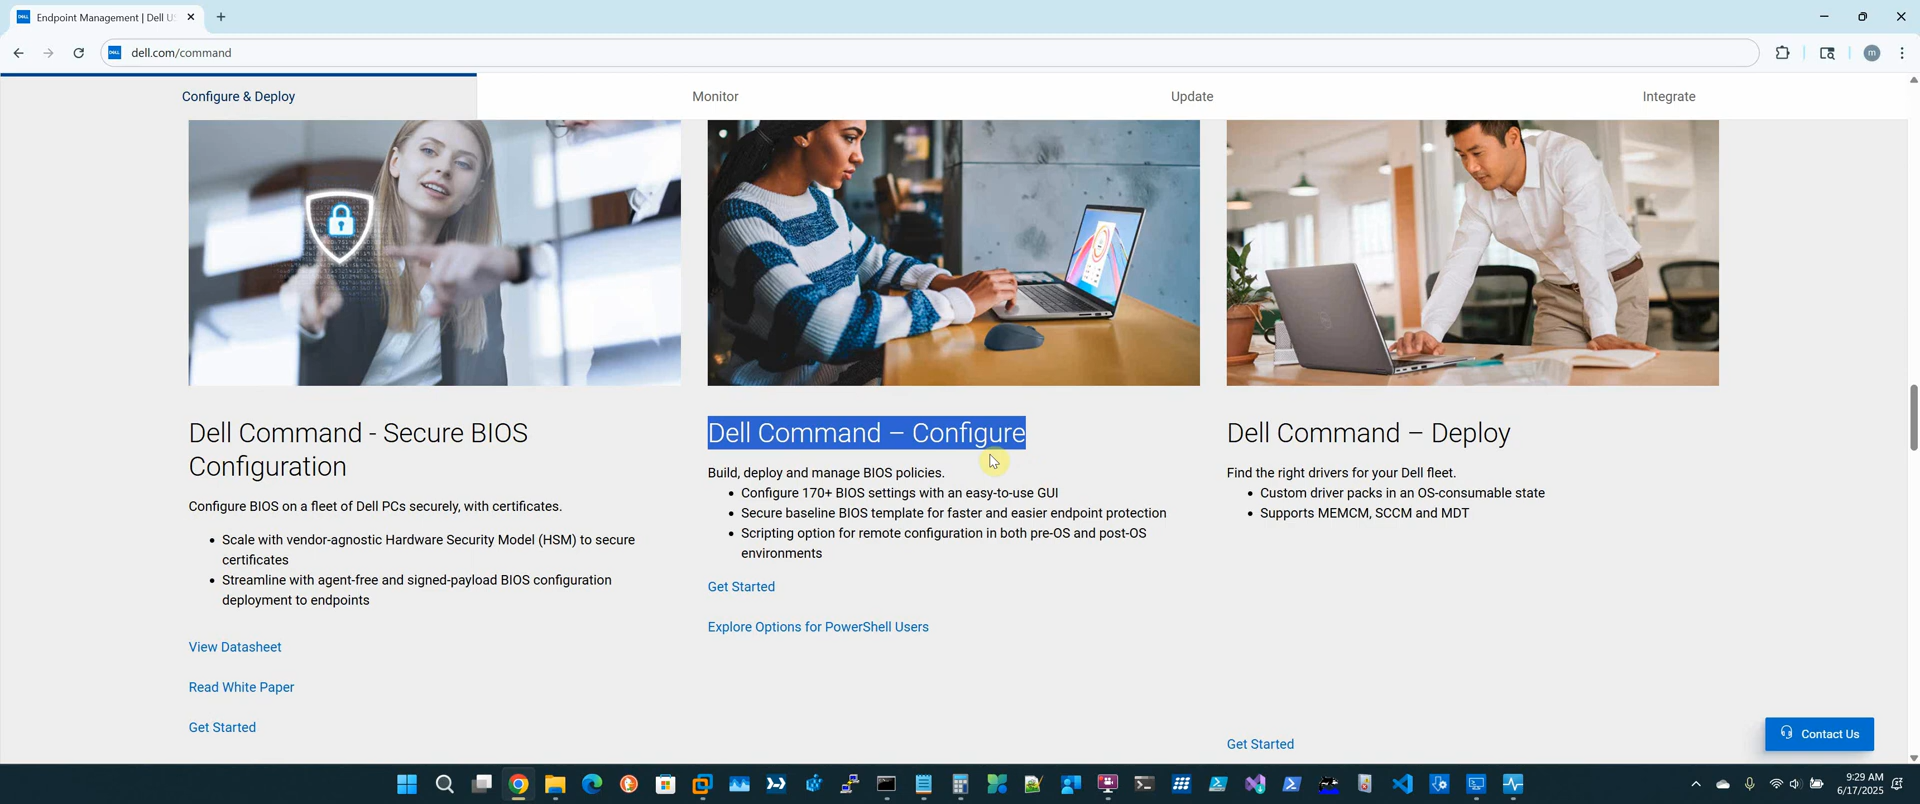 Endpoint Management | Dell US
dell.com/command
m
Configure & Deploy
Monitor
Update
Integrate
Dell Command - Secure BIOS
Configuration
Configure BIOS on a fleet of Dell PCs securely, with certificates.
• Scale with vendor-agnostic Hardware Security Model (HSM) to secure
certificates
• Streamline with agent-free and signed-payload BIOS configuration
deployment to endpoints
View Datasheet
Read White Paper
Get Started
Dell Command – Configure
Build, deploy and manage BIOS policies.
• Configure 170+ BIOS settings with an easy-to-use GUI
• Secure baseline BIOS template for faster and easier endpoint protection
• Scripting option for remote configuration in both pre-OS and post-OS
environments
Get Started
Explore Options for PowerShell Users
Dell Command – Deploy
Find the right drivers for your Dell fleet.
• Custom driver packs in an OS-consumable state
• Supports MEMCM, SCCM and MDT
Get Started
Contact Us
9:29 AM
6/17/2025